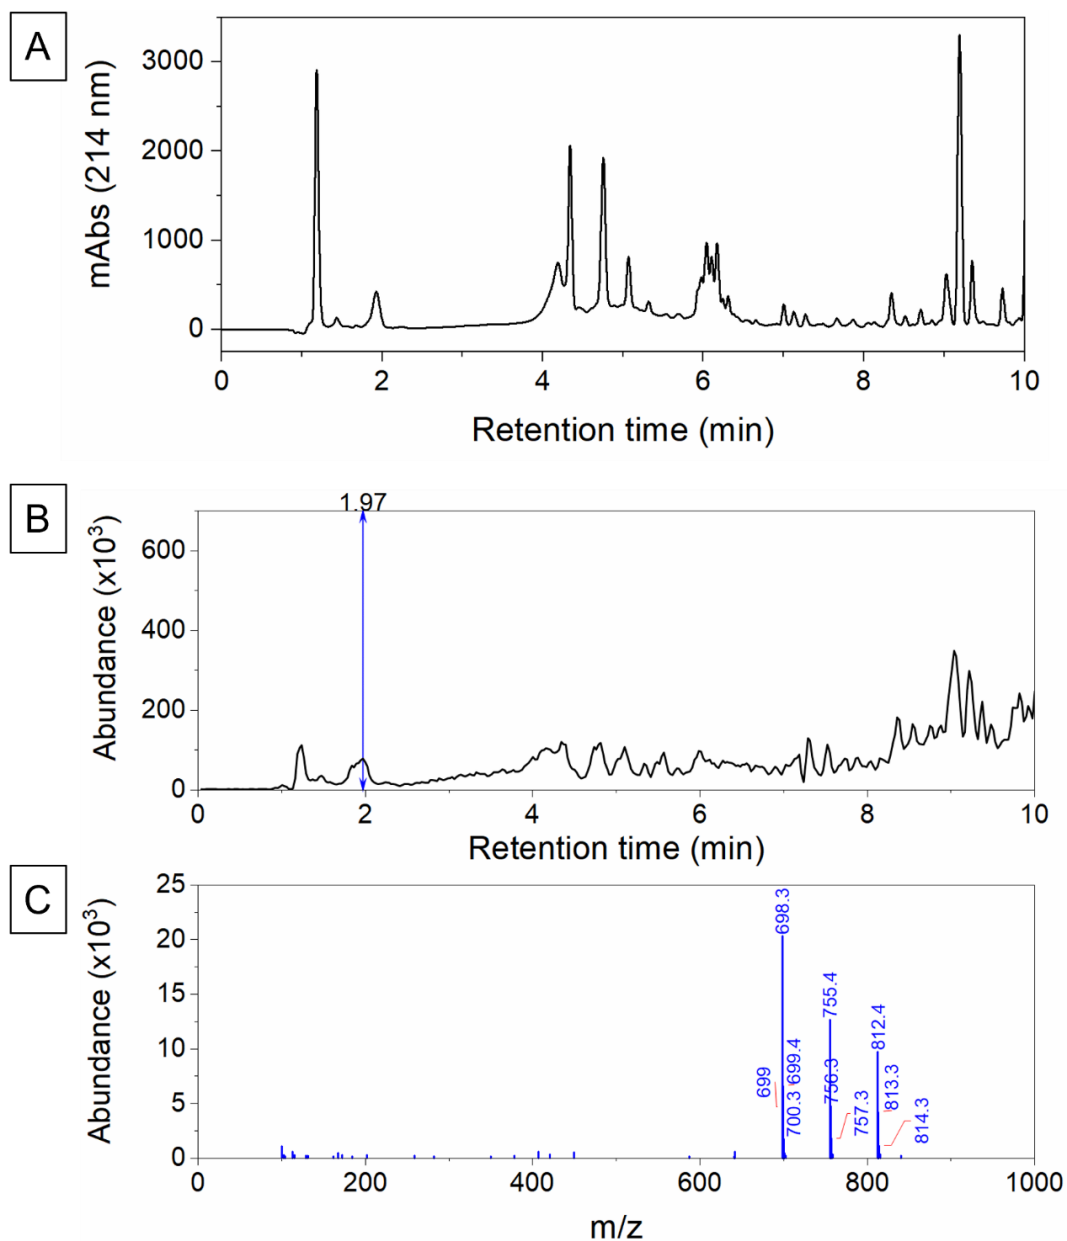 A
mAbs (214 nm)
3000
2000
1000
0
0 2 4 6 8 10
Retention time (min)
B
Abundance (x10³)
1.97
600
400
200
0
0 2 4 6 8 10
Retention time (min)
C
Abundance (x10³)
25
20
15
10
5
0
698.3
699
699.4
700.3
755.4
756.3
757.3
812.4
813.3
814.3
0 200 400 600 800 1000
m/z